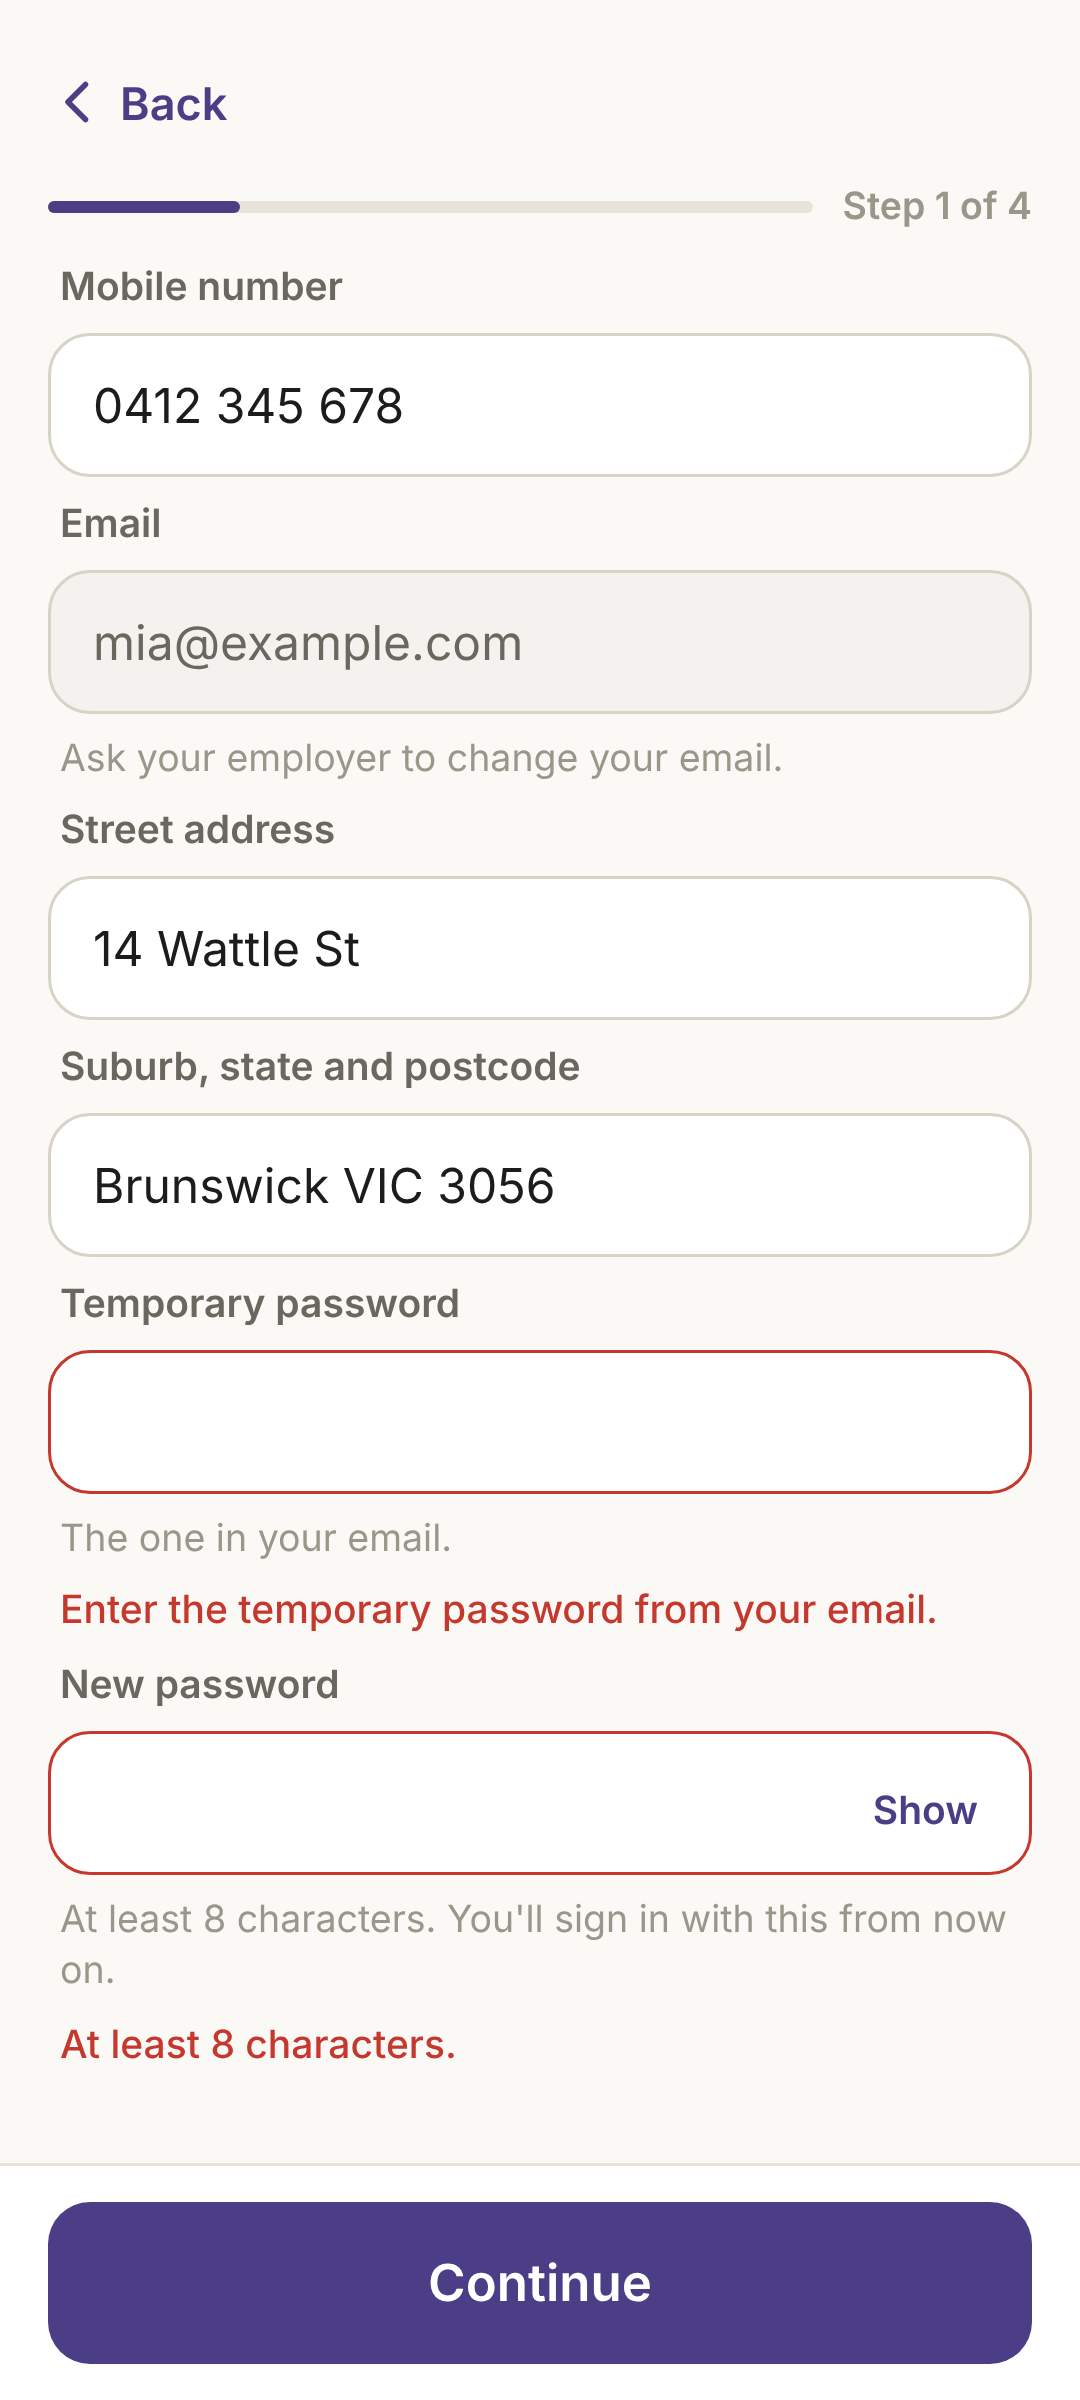 Back
Step 1 of 4
Mobile number
0412 345 678
Email
mia@example.com
Ask your employer to change your email.
Street address
14 Wattle St
Suburb, state and postcode
Brunswick VIC 3056
Temporary password
The one in your email.
Enter the temporary password from your email.
New password
Show
At least 8 characters. You'll sign in with this from now
on.
At least 8 characters.
Continue